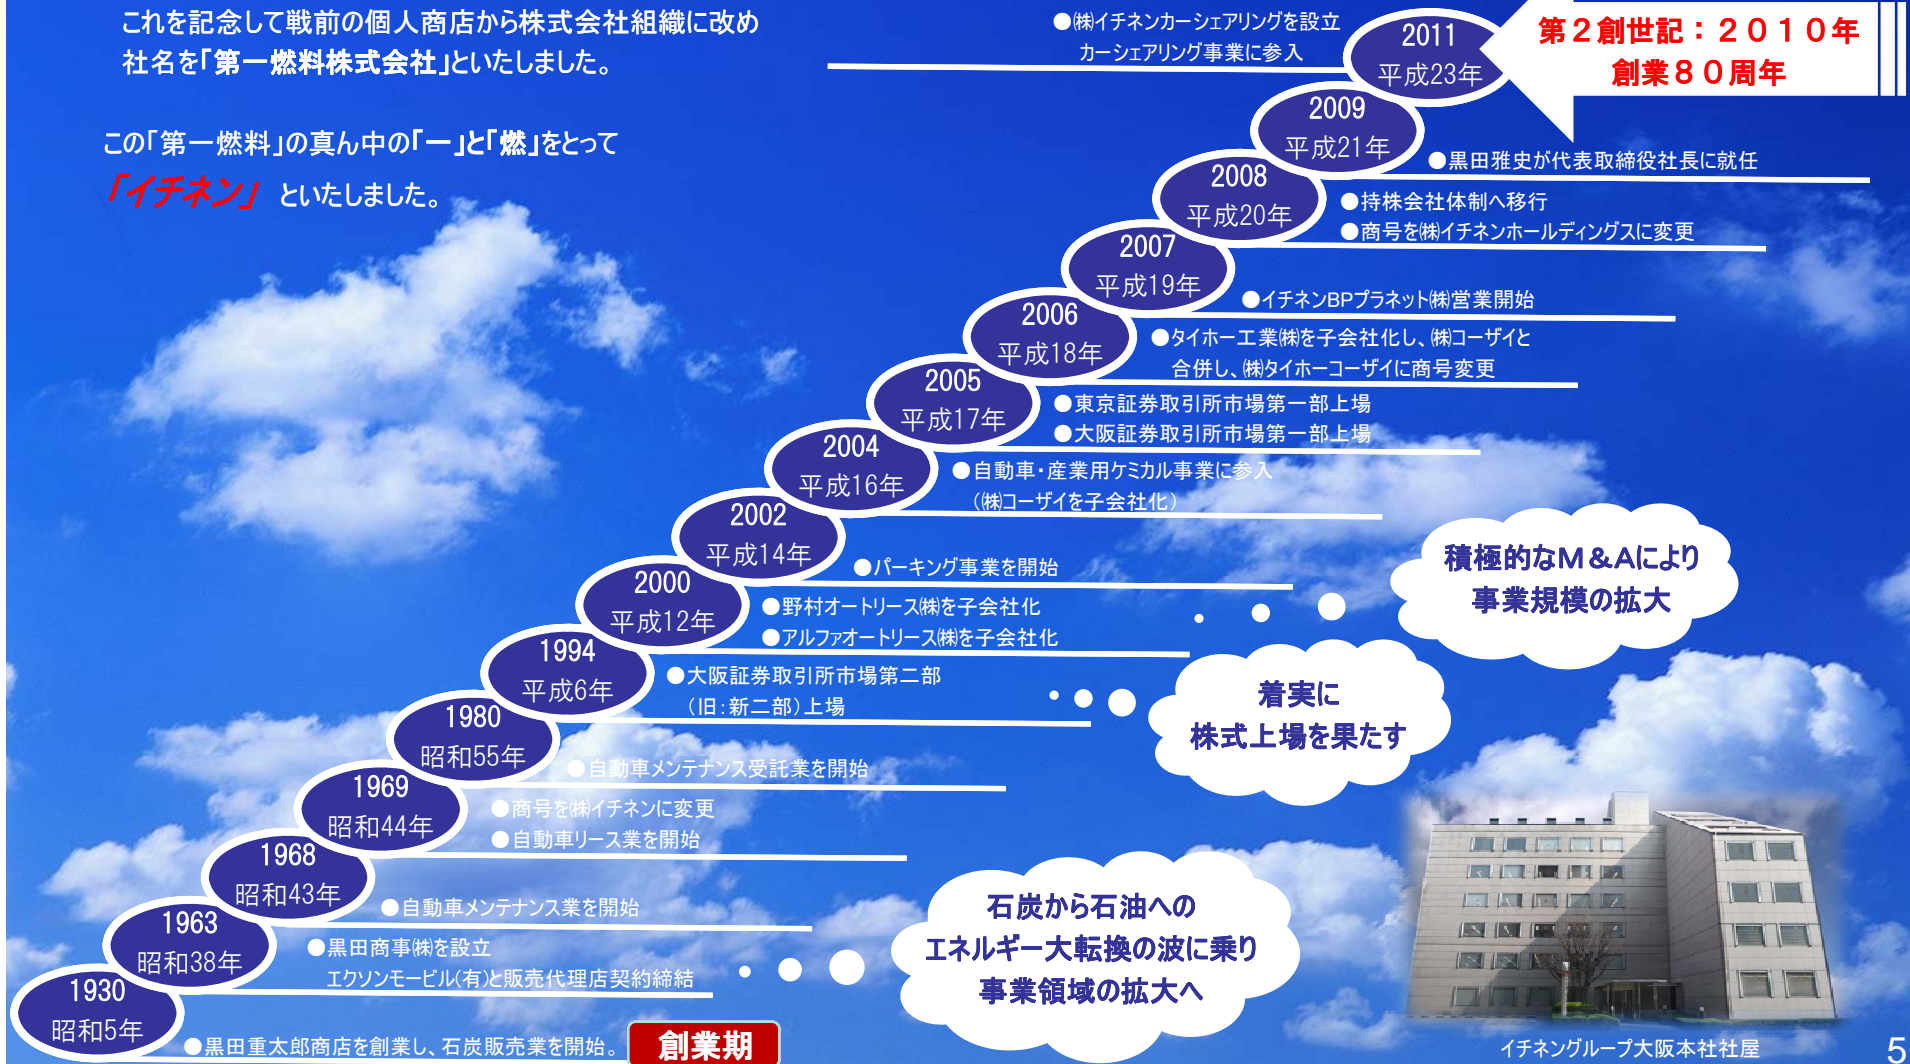 これを記念して戦前の個人商店から株式会社組織に改め
社名を「第一燃料株式会社」といたしました。
この「第一燃料」の真ん中の「一」と「燃」をとって
「イチネン」 といたしました。
第２創世記：２０１０年
創業８０周年
2011
平成23年
●㈱イチネンカーシェアリングを設立
カーシェアリング事業に参入
2009
平成21年
●黒田雅史が代表取締役社長に就任
2008
平成20年
●持株会社体制へ移行
●商号を㈱イチネンホールディングスに変更
2007
平成19年
●イチネンBPプラネット㈱営業開始
2006
平成18年
●タイホー工業㈱を子会社化し、㈱コーザイと
合併し、㈱タイホーコーザイに商号変更
2005
平成17年
●東京証券取引所市場第一部上場
●大阪証券取引所市場第一部上場
2004
平成16年
●自動車・産業用ケミカル事業に参入
（㈱コーザイを子会社化）
2002
平成14年
●パーキング事業を開始
2000
平成12年
●野村オートリース㈱を子会社化
●アルファオートリース㈱を子会社化
1994
平成6年
●大阪証券取引所市場第二部
（旧：新二部）上場
1980
昭和55年
●自動車メンテナンス受託業を開始
1969
昭和44年
●商号を㈱イチネンに変更
●自動車リース業を開始
1968
昭和43年
●自動車メンテナンス業を開始
1963
昭和38年
●黒田商事㈱を設立
エクソンモービル(有)と販売代理店契約締結
1930
昭和5年
●黒田重太郎商店を創業し、石炭販売業を開始。
創業期
積極的なＭ＆Ａにより
事業規模の拡大
着実に
株式上場を果たす
石炭から石油への
エネルギー大転換の波に乗り
事業領域の拡大へ
イチネングループ大阪本社社屋
5